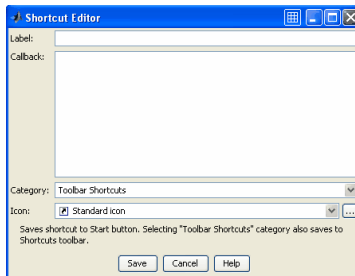 Shortcut Editor
Label:
Callback:
Category: Toolbar Shortcuts
Icon: Standard icon ...
Saves shortcut to Start button. Selecting "Toolbar Shortcuts" category also saves to
Shortcuts toolbar.
Save Cancel Help